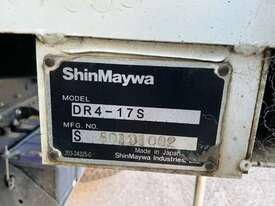 ShinMaywa
MODEL
DR4-17S
MFG. NO.
S
Made in Japan
ShinMaywa Industries,